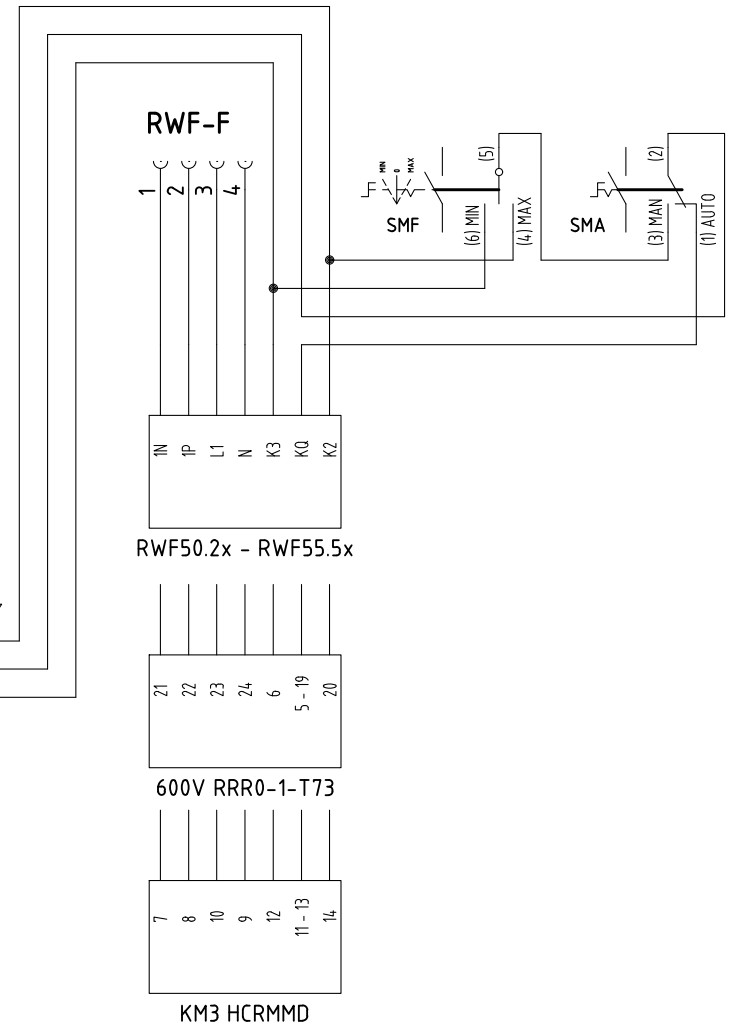 RWF-F
1 2 3 4
MIN 0 MAX
SMF
(6) MIN
(5)
(4) MAX
SMA
(3) MAN
(2)
(1) AUTO
1N 1P L1 N K3 KQ K2
RWF50.2x - RWF55.5x
21 22 23 24 6 5 - 19 20
600V RRR0-1-T73
7 8 10 9 12 11 - 13 14
KM3 HCRMMD